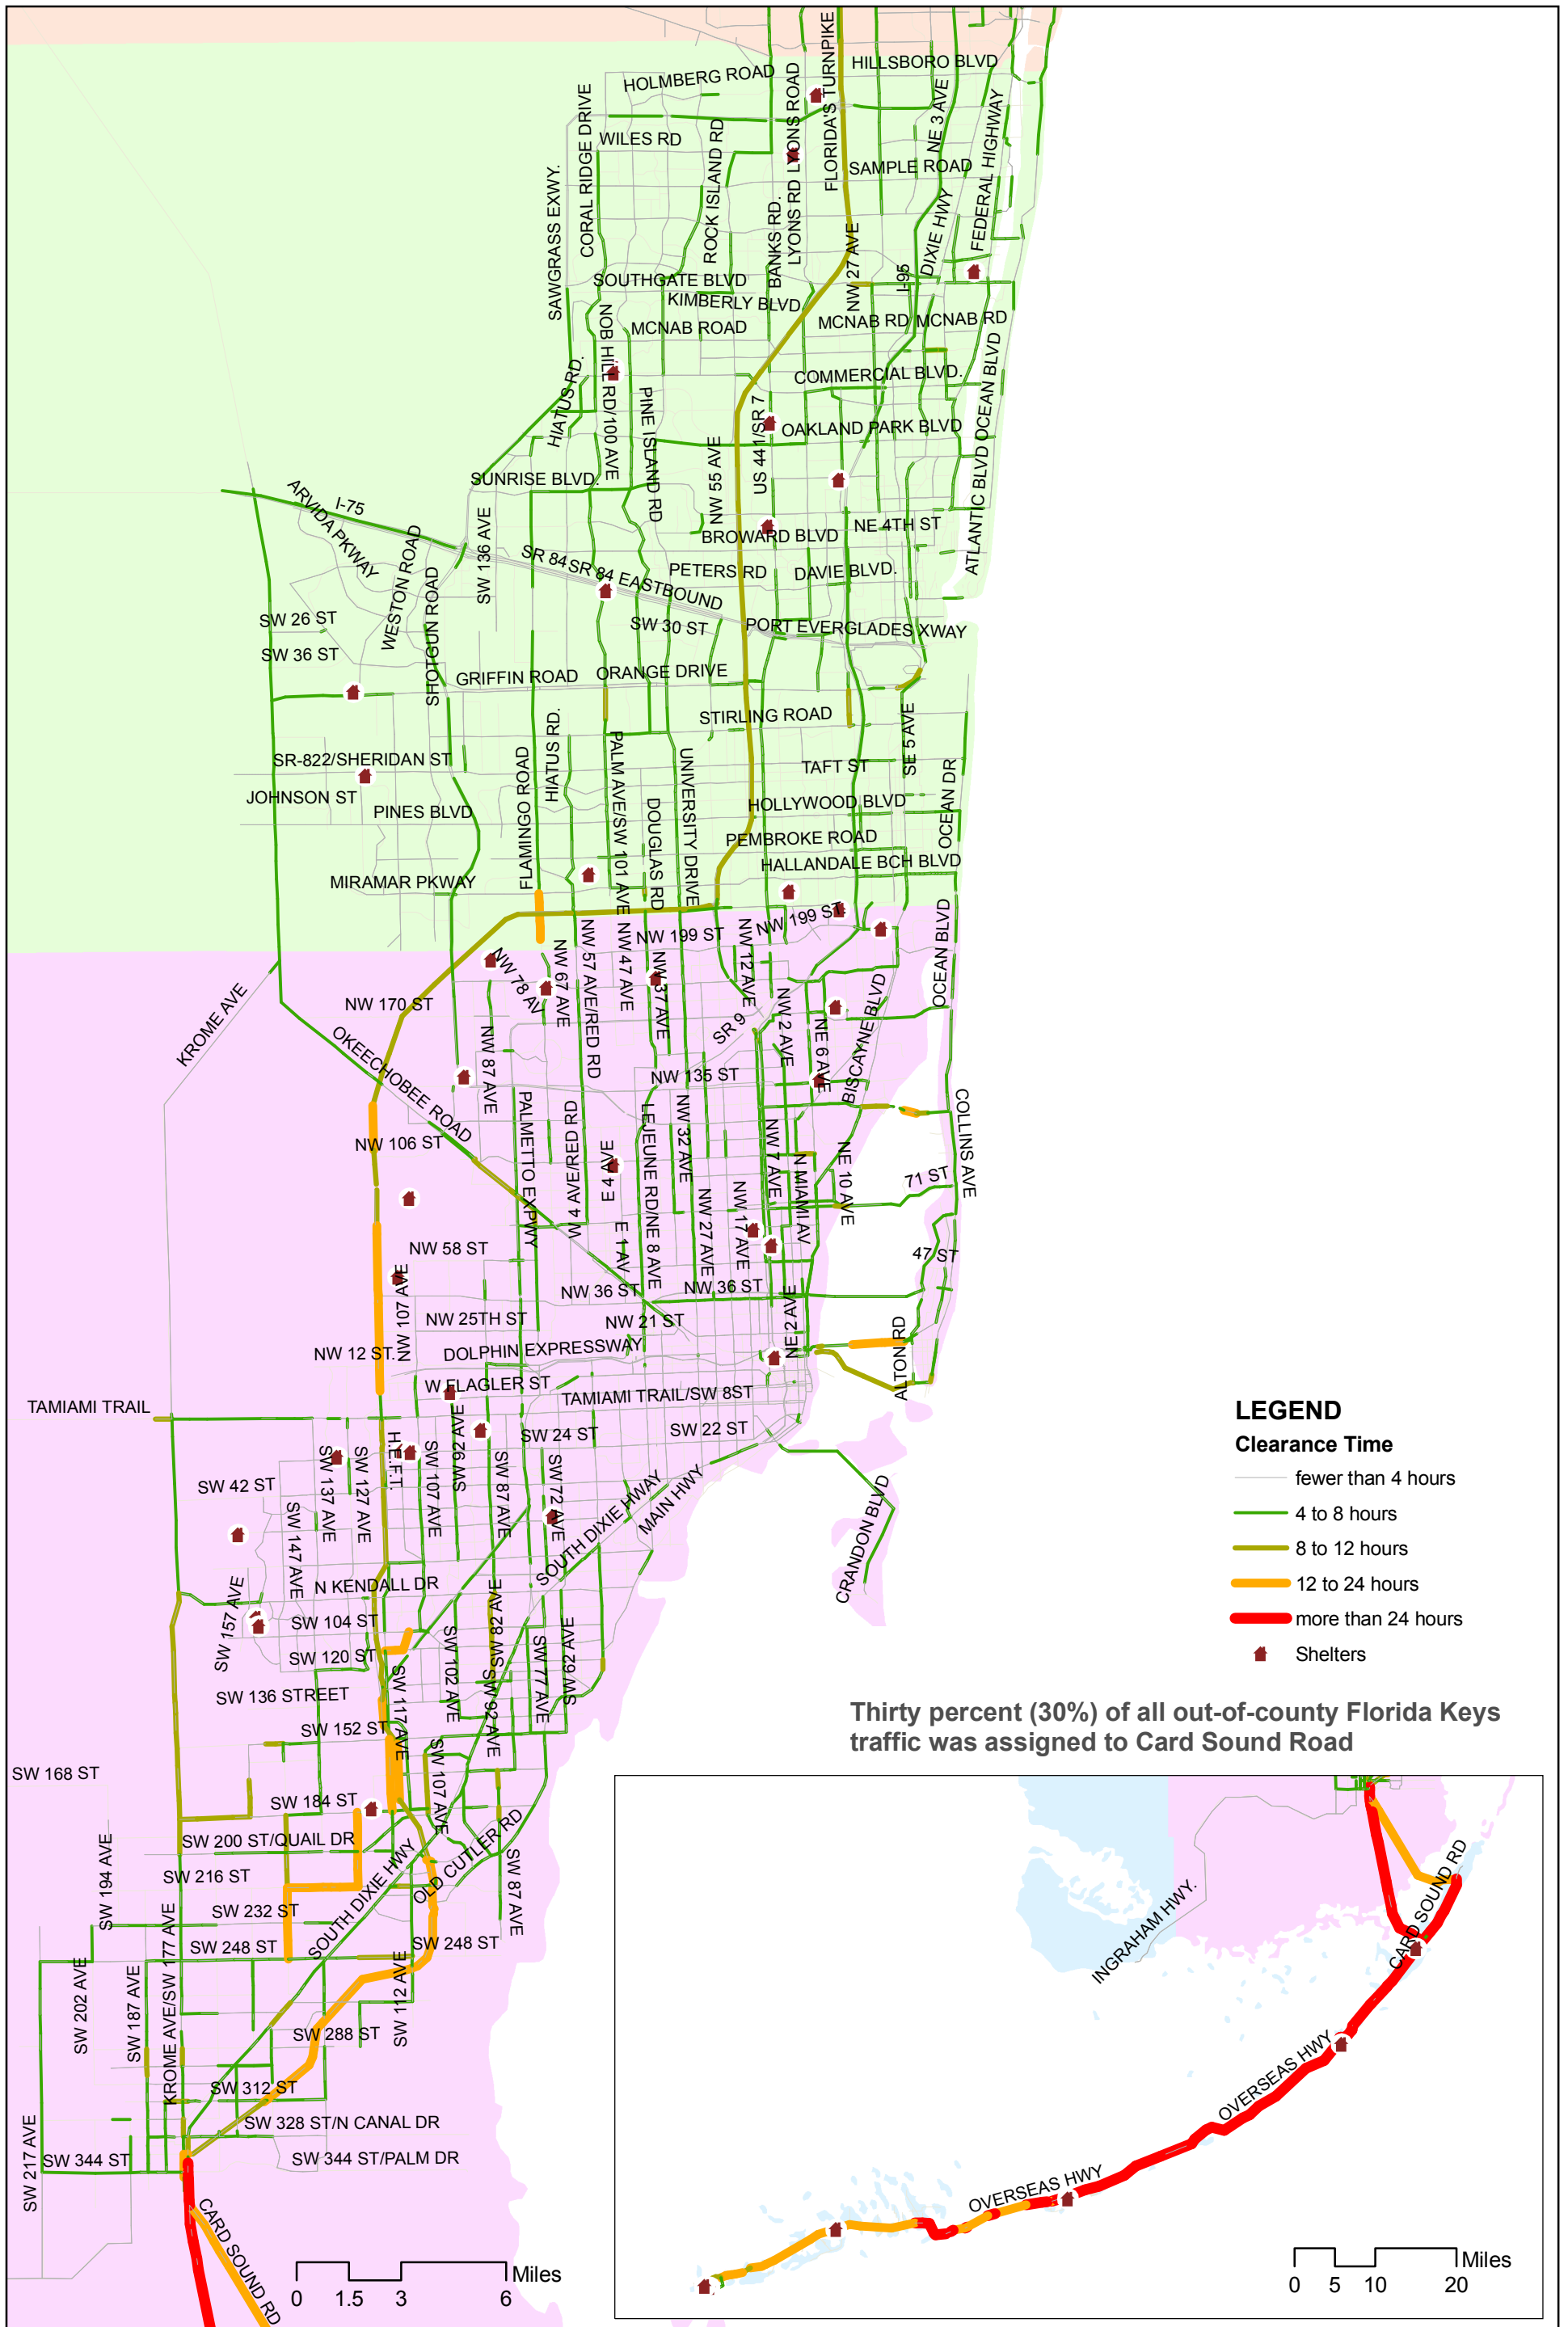 HILLSBORO BLVD
HOLMBERG ROAD
FLORIDA'S TURNPIKE
LYONS ROAD
CORAL RIDGE DRIVE
WILES RD
ROCK ISLAND RD
NE 3 AVE
FEDERAL HIGHWAY
SAMPLE ROAD
SAWGRASS EXWY.
BANKS RD.
LYONS RD
DIXIE HWY
NW 27 AVE
I-95
SOUTHGATE BLVD
KIMBERLY BLVD
NOB HILL RD/100 AVE
MCNAB ROAD
MCNAB RD
MCNAB RD
HIATUS RD.
COMMERCIAL BLVD.
OCEAN BLVD
PINE ISLAND RD
US 441/SR 7
OAKLAND PARK BLVD
NW 55 AVE
SUNRISE BLVD.
ARVIDA PKWAY
I-75
SW 136 AVE
BROWARD BLVD
NE 4TH ST
ATLANTIC BLVD
WESTON ROAD
SHOTGUN ROAD
SR 84
SR 84 EASTBOUND
PETERS RD
DAVIE BLVD.
SW 26 ST
SW 30 ST
PORT EVERGLADES XWAY
SW 36 ST
GRIFFIN ROAD
ORANGE DRIVE
STIRLING ROAD
SE 5 AVE
HIATUS RD.
SR-822/SHERIDAN ST
FLAMINGO ROAD
PALM AVE/SW 101 AVE
UNIVERSITY DRIVE
TAFT ST
OCEAN DR
JOHNSON ST
PINES BLVD
DOUGLAS RD
HOLLYWOOD BLVD
PEMBROKE ROAD
HALLANDALE BCH BLVD
MIRAMAR PKWAY
NW 199 ST
NW 199 ST.
NW 12 AVE
OCEAN BLVD
NW 78 AV
NW 67 AVE
NW 57 AVE/RED RD
NW 47 AVE
NW 37 AVE
NW 170 ST
KROME AVE
OKEECHOBEE ROAD
NW 87 AVE
SR 9
NW 2 AVE
NE 6 AVE
BISCAYNE BLVD
NW 135 ST
COLLINS AVE
NW 106 ST
PALMETTO EXPWY
W 4 AVE/RED RD
E 4 AVE
LEJEUNE RD/NE 8 AVE
NW 32 AVE
NW 7 AVE
N MIAMI AV
NE 10 AVE
71 ST
NW 27 AVE
NW 17 AVE
E 1 AV
NW 58 ST
47 ST
NW 107 AVE
NW 36 ST
NW 36 ST
NW 25TH ST
NW 21 ST
NE 2 AVE
NW 12 ST.
DOLPHIN EXPRESSWAY
ALTON RD
W FLAGLER ST
TAMIAMI TRAIL/SW 8ST
TAMIAMI TRAIL
SW 92 AVE
SW 24 ST
SW 22 ST
H.E.F.T.
SW 42 ST
SW 137 AVE
SW 127 AVE
SW 107 AVE
SW 87 AVE
SW 72 AVE
SOUTH DIXIE HWAY
MAIN HWY
SW 147 AVE
CRANDON BLVD
N KENDALL DR
SW 157 AVE
SW 104 ST
SW 82 AVE
SW 62 AVE
SW 120 ST
SW 117 AVE
SW 102 AVE
SW 77 AVE
SW 136 STREET
SW 92 AVE
SW 152 ST
SW 107 AVE
SW 168 ST
SW 184 ST
SW 200 ST/QUAIL DR
OLD CUTLER RD
SW 194 AVE
SW 216 ST
SOUTH DIXIE HWY
SW 87 AVE
SW 232 ST
KROME AVE/SW 177 AVE
SW 248 ST
SW 248 ST
SW 202 AVE
SW 187 AVE
SW 112 AVE
SW 288 ST
SW 312 ST
SW 328 ST/N CANAL DR
SW 217 AVE
SW 344 ST
SW 344 ST/PALM DR
CARD SOUND RD
Miles
0 1.5 3 6
LEGEND
Clearance Time
fewer than 4 hours
4 to 8 hours
8 to 12 hours
12 to 24 hours
more than 24 hours
Shelters
Thirty percent (30%) of all out-of-county Florida Keys
traffic was assigned to Card Sound Road
INGRAHAM HWY.
CARD SOUND RD
OVERSEAS HWY
OVERSEAS HWY
Miles
0 5 10 20